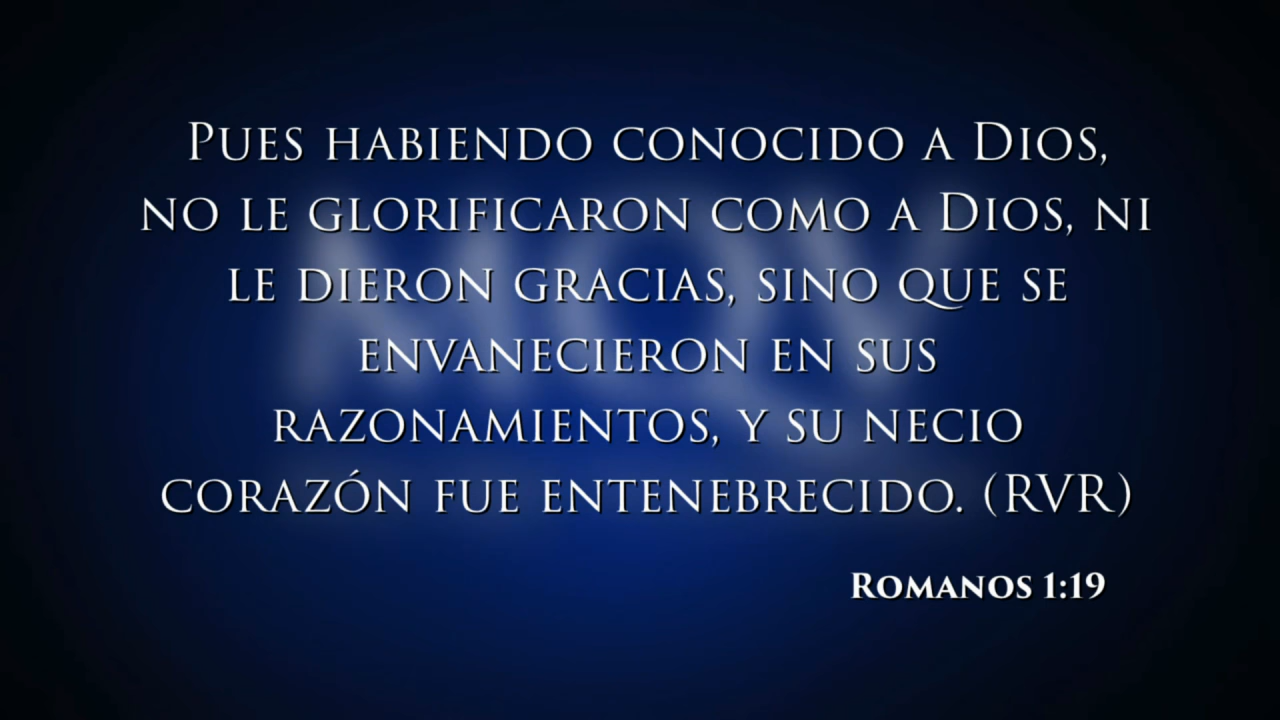 Pues habiendo conocido a Dios,
no le glorificaron como a Dios, ni
le dieron gracias, sino que se
envanecieron en sus
razonamientos, y su necio
corazón fue entenebrecido. (RVR)
Romanos 1:19